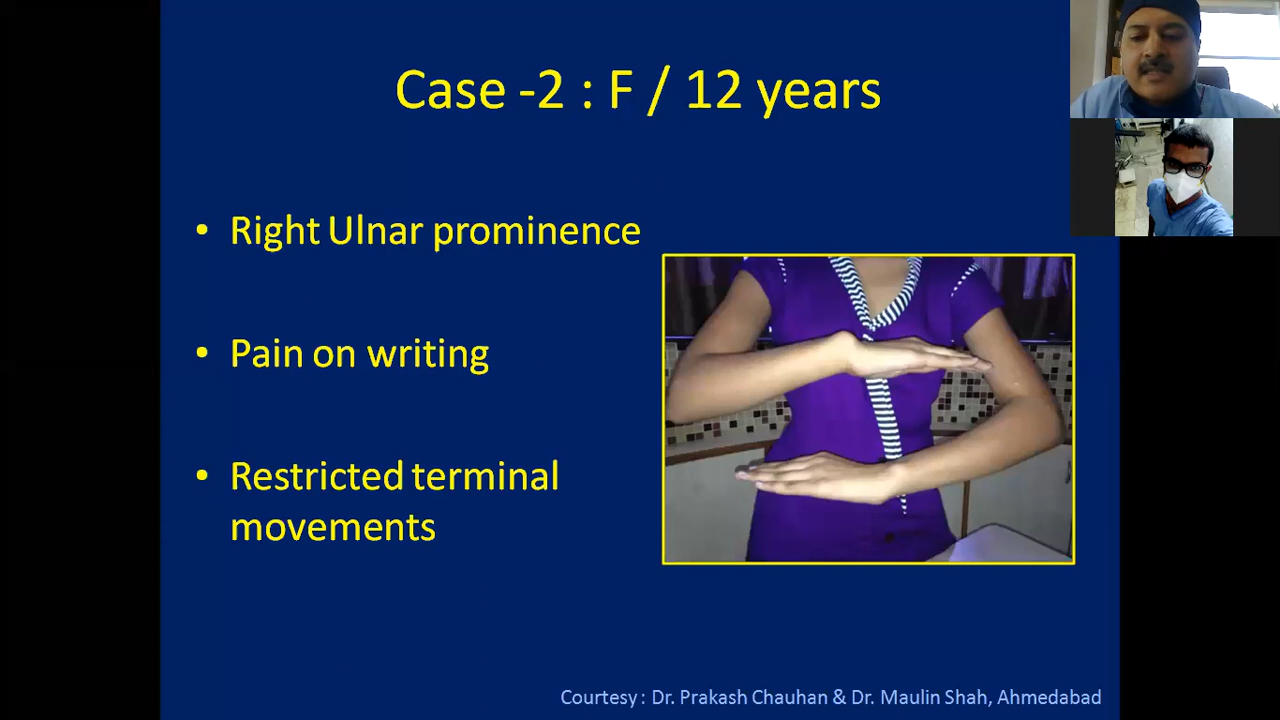 Case -2 : F / 12 years
• Right Ulnar prominence
• Pain on writing
• Restricted terminal
movements
Courtesy : Dr. Prakash Chauhan & Dr. Maulin Shah, Ahmedabad